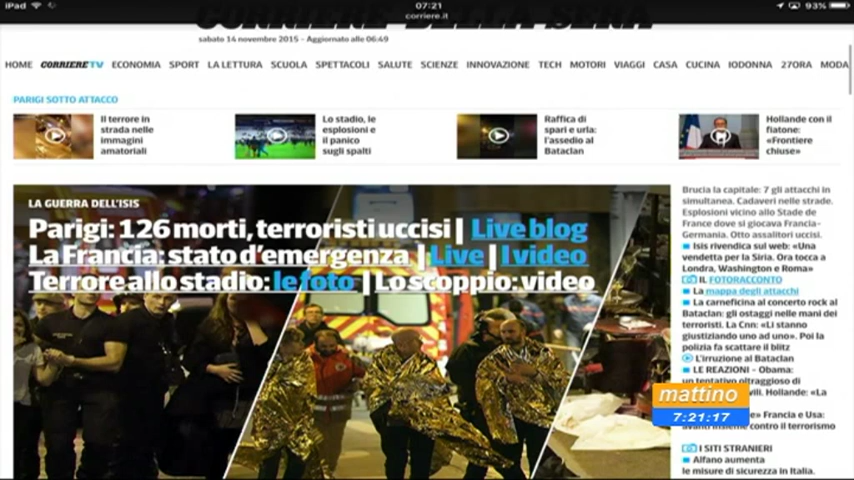 iPad 07:21 93%
corriere.it
CORRIERE DELLA SERA
sabato 14 novembre 2015 - Aggiornato alle 06:49
HOME CORRIERETV ECONOMIA SPORT LA LETTURA SCUOLA SPETTACOLI SALUTE SCIENZE INNOVAZIONE TECH MOTORI VIAGGI CASA CUCINA IODONNA 27ORA MODA
PARIGI SOTTO ATTACCO
Il terrore in
strada nelle
immagini
amatoriali
Lo stadio, le
esplosioni e
il panico
sugli spalti
Raffica di
spari e urla:
l'assedio al
Bataclan
Hollande con il
fiatone:
«Frontiere
chiuse»
LA GUERRA DELL'ISIS
Parigi: 126 morti, terroristi uccisi | Live blog
La Francia: stato d'emergenza | Live | I video
Terrore allo stadio: le foto | Lo scoppio: video
Brucia la capitale: 7 gli attacchi in
simultanea. Cadaveri nelle strade.
Esplosioni vicino allo Stade de
France dove si giocava Francia-
Germania. Otto assalitori uccisi.
Isis rivendica sul web: «Una
vendetta per la Siria. Ora tocca a
Londra, Washington e Roma»
IL FOTORACCONTO
La mappa degli attacchi
La carneficina al concerto rock al
Bataclan: gli ostaggi nelle mani dei
terroristi. La Cnn: «Li stanno
giustiziando uno ad uno». Poi la
polizia fa scattare il blitz
L'irruzione al Bataclan
LE REAZIONI - Obama:
un tentativo oltraggioso di
vili. Hollande: «La
» Francia e Usa:
avanti insieme contro il terrorismo
I SITI STRANIERI
Alfano aumenta
le misure di sicurezza in Italia.
mattino
7:21:17